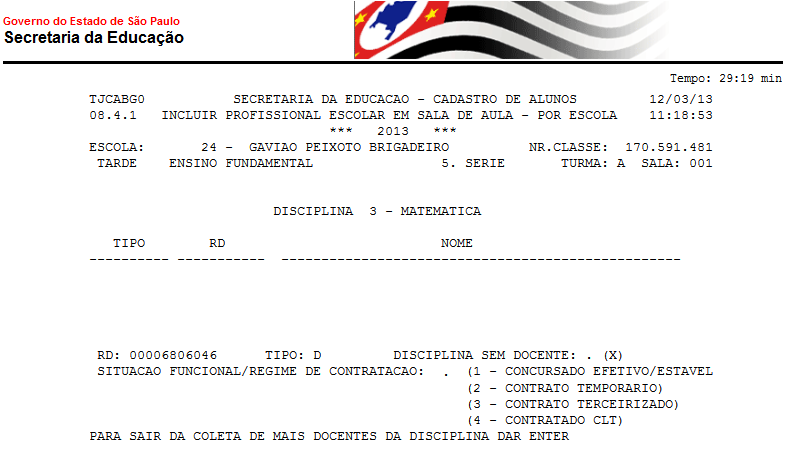 Governo do Estado de São Paulo
Secretaria da Educação
Tempo: 29:19 min
TJCABG0 SECRETARIA DA EDUCACAO - CADASTRO DE ALUNOS 12/03/13
08.4.1 INCLUIR PROFISSIONAL ESCOLAR EM SALA DE AULA - POR ESCOLA 11:18:53
*** 2013 ***
ESCOLA: 24 - GAVIAO PEIXOTO BRIGADEIRO NR.CLASSE: 170.591.481
TARDE ENSINO FUNDAMENTAL 5. SERIE TURMA: A SALA: 001
DISCIPLINA 3 - MATEMATICA
TIPO RD NOME
---------- ----------- --------------------------------------------------
RD: 00006806046 TIPO: D DISCIPLINA SEM DOCENTE: . (X)
SITUACAO FUNCIONAL/REGIME DE CONTRATACAO: . (1 - CONCURSADO EFETIVO/ESTAVEL
(2 - CONTRATO TEMPORARIO)
(3 - CONTRATO TERCEIRIZADO)
(4 - CONTRATADO CLT)
PARA SAIR DA COLETA DE MAIS DOCENTES DA DISCIPLINA DAR ENTER